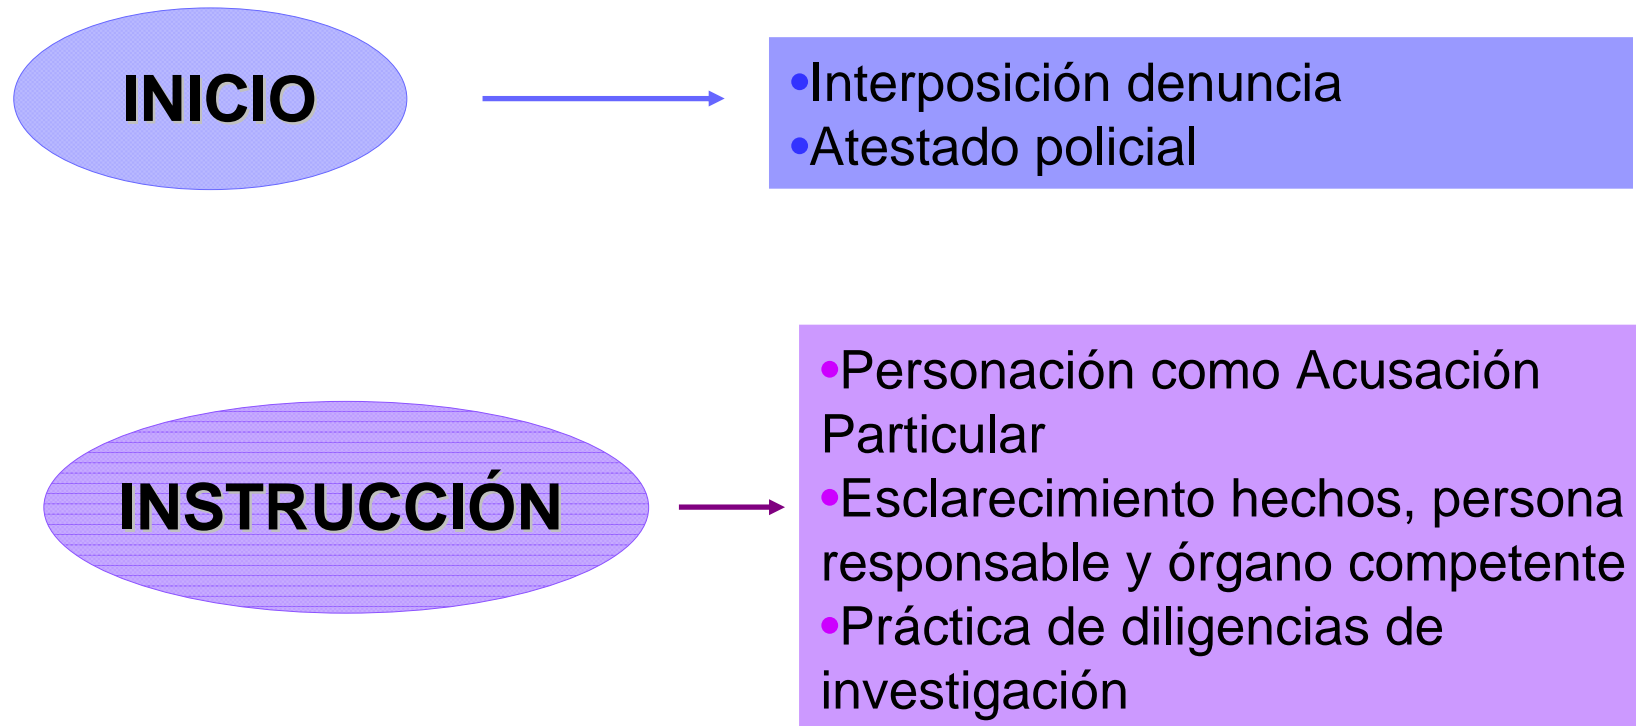 INICIO
•Interposición denuncia
•Atestado policial
INSTRUCCIÓN
•Personación como Acusación
Particular
•Esclarecimiento hechos, persona
responsable y órgano competente
•Práctica de diligencias de
investigación